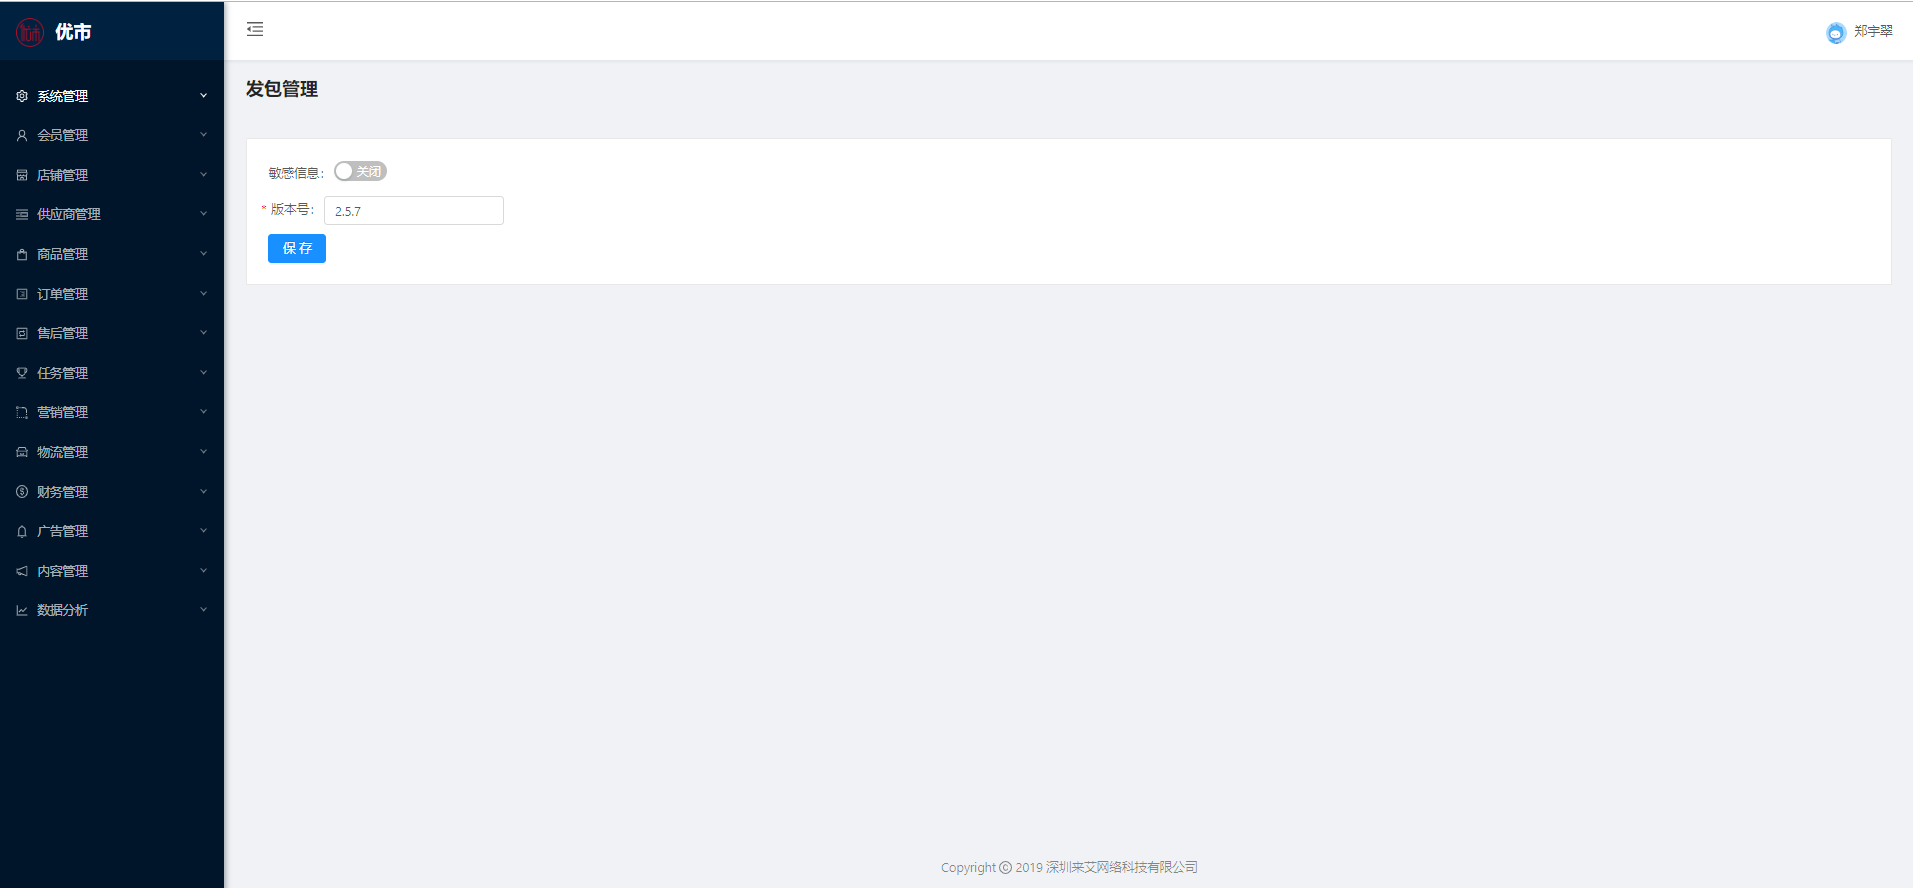 优市
郑宇翠
系统管理
会员管理
店铺管理
供应商管理
商品管理
订单管理
售后管理
任务管理
营销管理
物流管理
财务管理
广告管理
内容管理
数据分析
发包管理
敏感信息: 关闭
* 版本号: 2.5.7
保 存
Copyright © 2019 深圳来艾网络科技有限公司